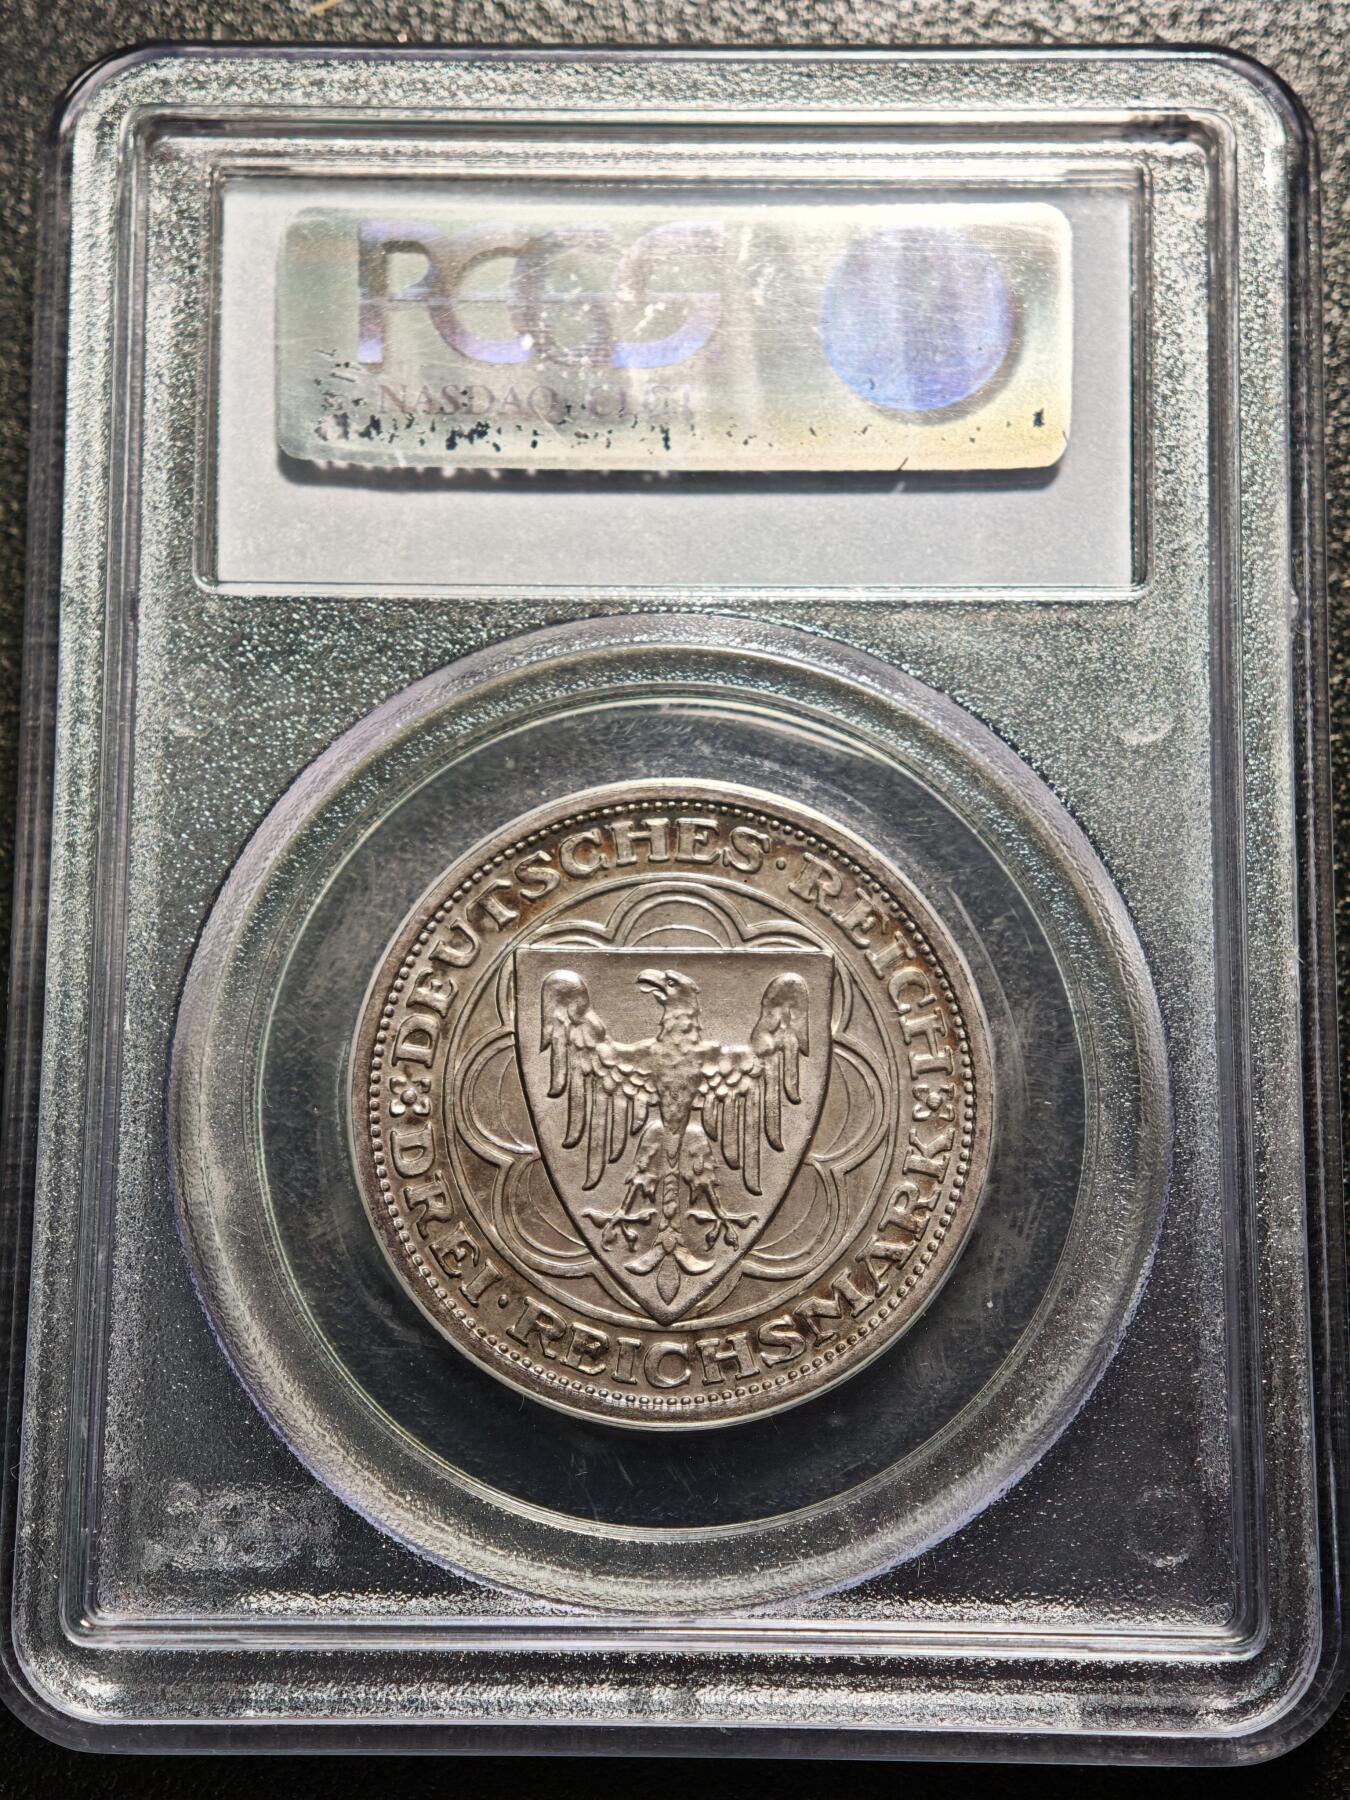 PCGS
NASDAQ: CLCT
DEUTSCHES · REICH
DREI · REICHSMARK